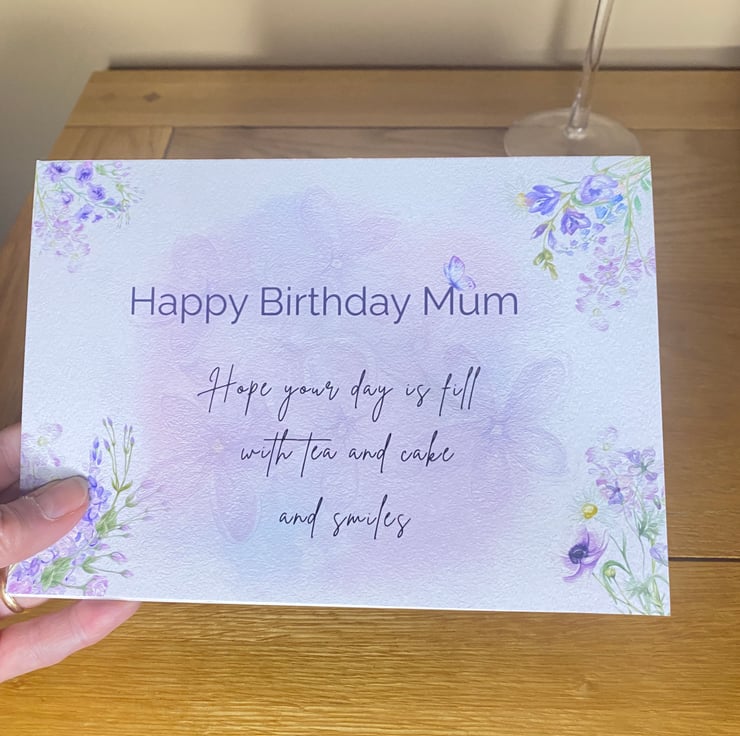 Happy Birthday Mum
Hope your day is fill
with tea and cake
and smiles